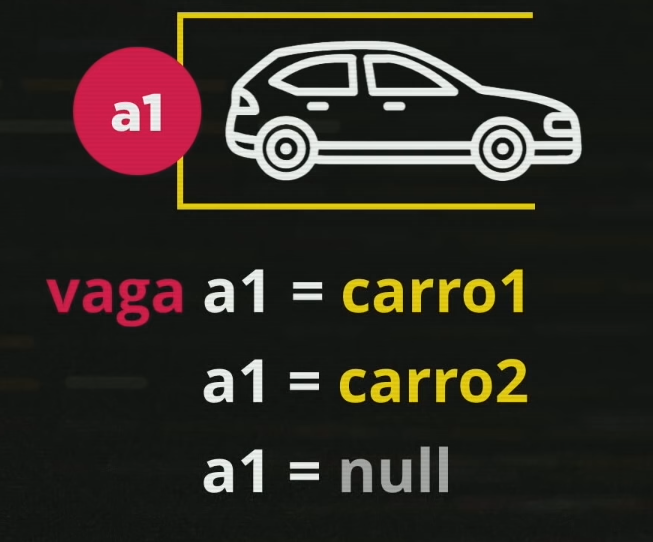 a1
vaga a1 = carro1
a1 = carro2
a1 = null